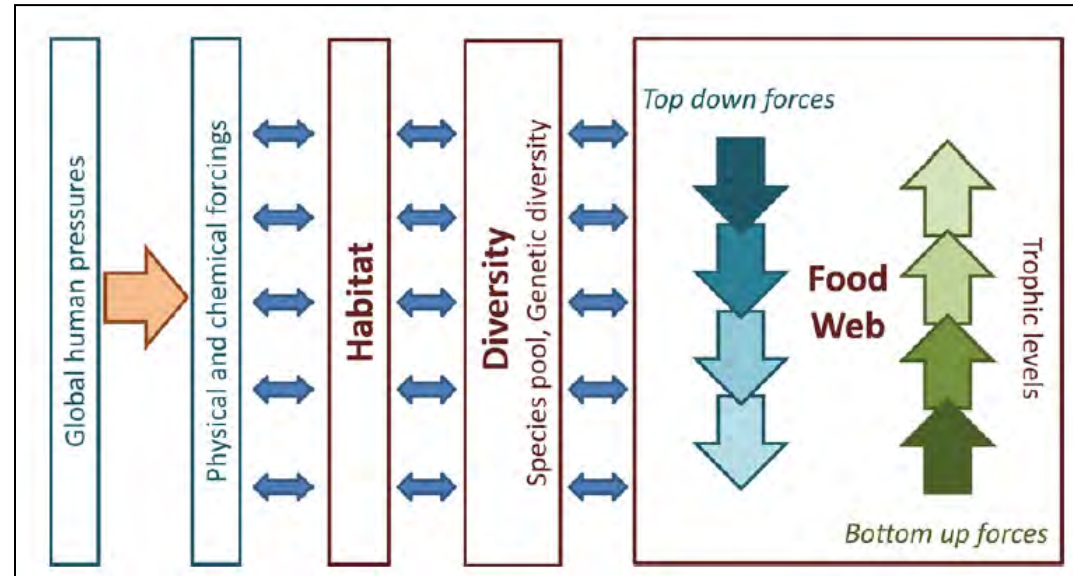 Global human pressures
Physical and chemical forcings
Habitat
Diversity
Species pool, Genetic diversity
Top down forces
Food
Web
Trophic levels
Bottom up forces